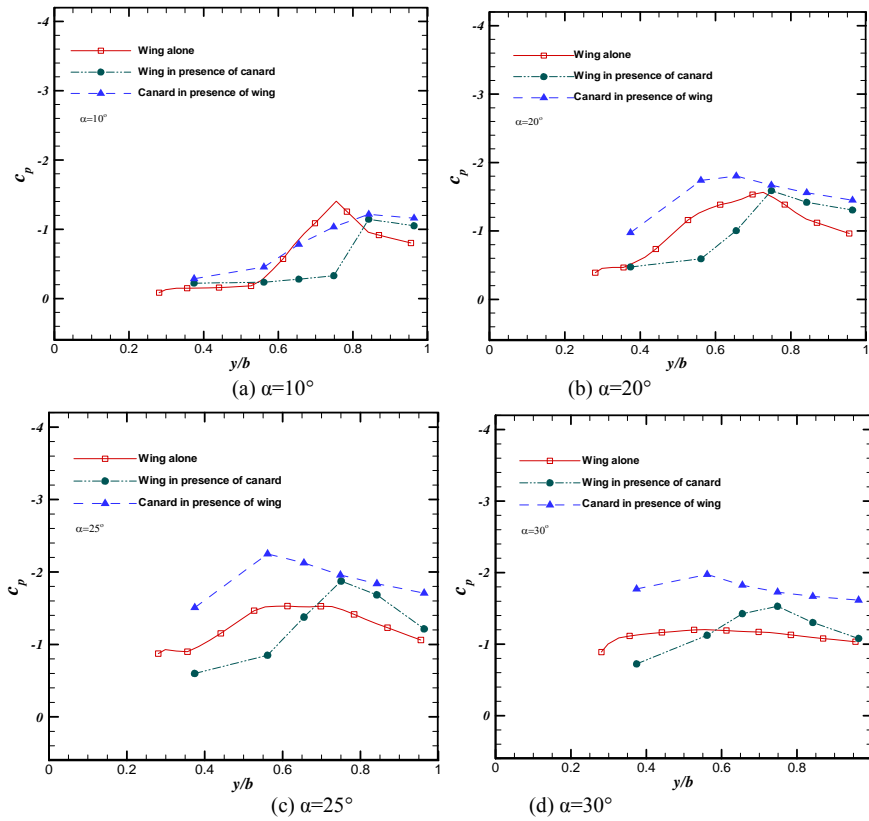 -4
-3
-2
-1
0
c_p
Wing alone
Wing in presence of canard
Canard in presence of wing
α=10°
0 0.2 0.4 0.6 0.8 1
y/b
(a) α=10°
-4
-3
-2
-1
0
c_p
Wing alone
Wing in presence of canard
Canard in presence of wing
α=20°
0 0.2 0.4 0.6 0.8 1
y/b
(b) α=20°
-4
-3
-2
-1
0
c_p
Wing alone
Wing in presence of canard
Canard in presence of wing
α=25°
0 0.2 0.4 0.6 0.8 1
y/b
(c) α=25°
-4
-3
-2
-1
0
c_p
Wing alone
Wing in presence of canard
Canard in presence of wing
α=30°
0 0.2 0.4 0.6 0.8
y/b
(d) α=30°